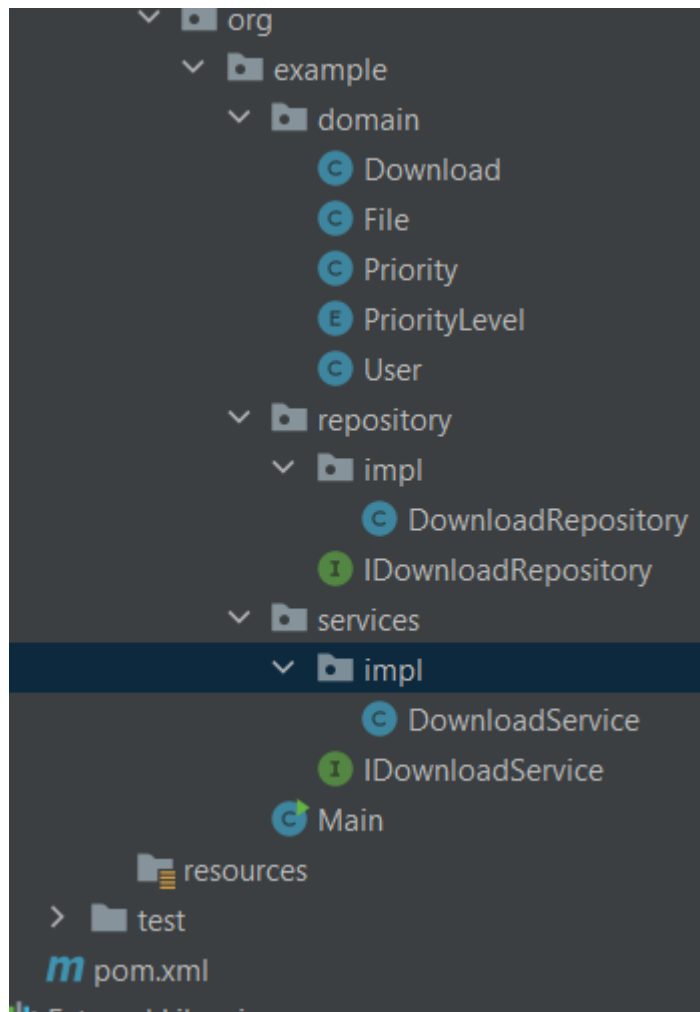 org
example
domain
C Download
C File
C Priority
E PriorityLevel
C User
repository
impl
C DownloadRepository
I IDownloadRepository
services
impl
C DownloadService
I IDownloadService
C Main
resources
test
m pom.xml